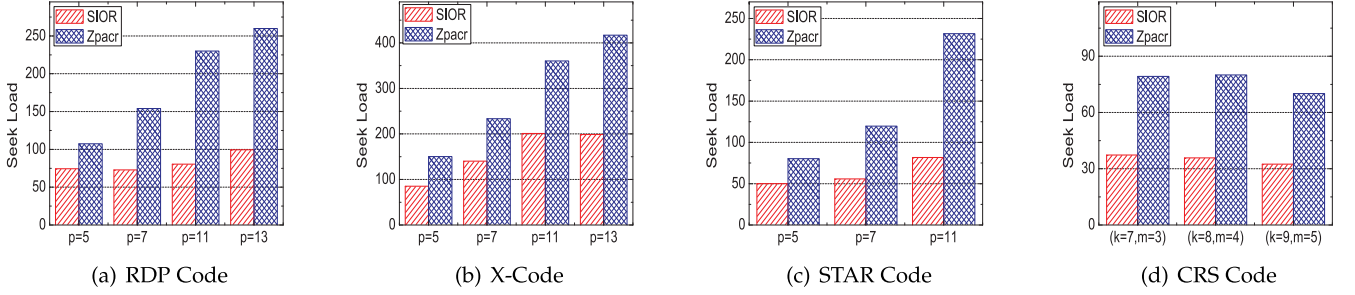 SIOR
Zpacr
Seek Load
250
200
150
100
50
0
p=5 p=7 p=11 p=13
(a) RDP Code
SIOR
Zpacr
Seek Load
400
300
200
100
0
p=5 p=7 p=11 p=13
(b) X-Code
SIOR
Zpacr
Seek Load
250
200
150
100
50
0
p=5 p=7 p=11
(c) STAR Code
SIOR
Zpacr
Seek Load
90
60
30
0
(k=7,m=3) (k=8,m=4) (k=9,m=5)
(d) CRS Code